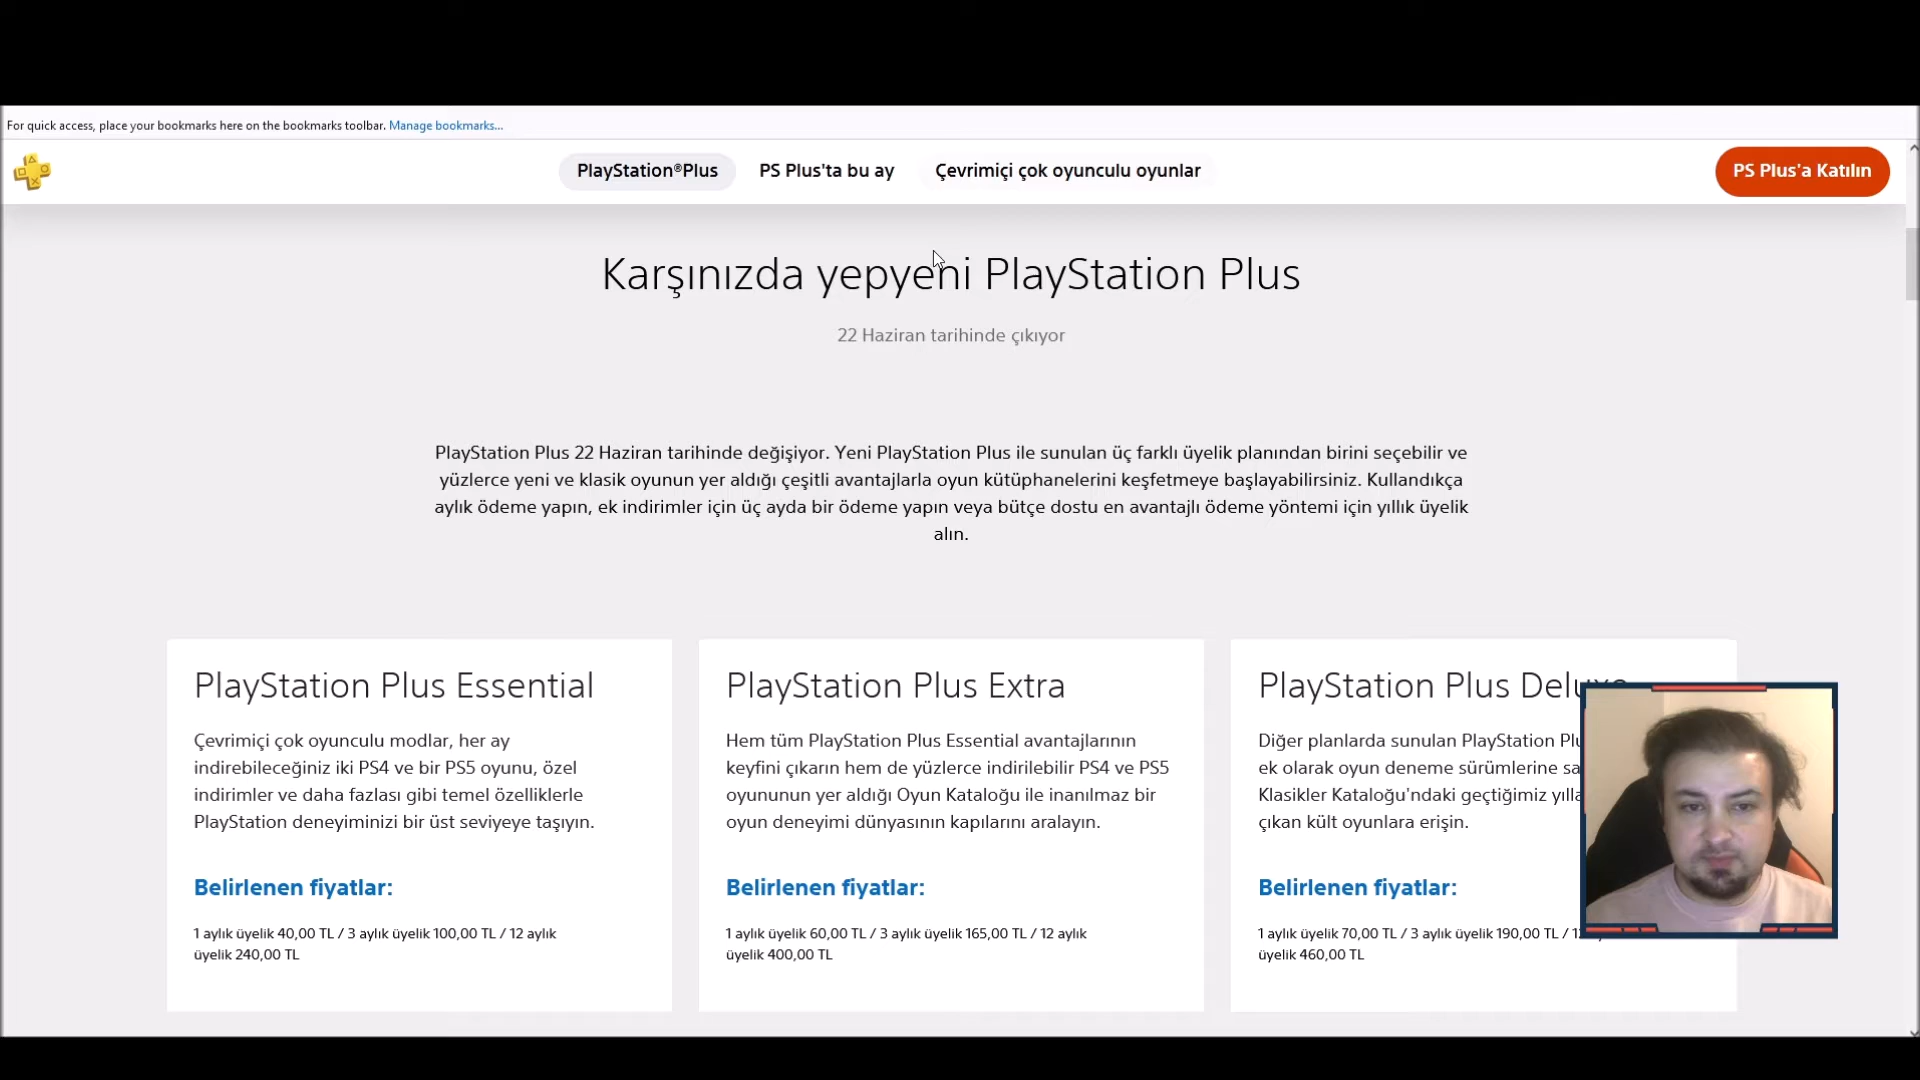 For quick access, place your bookmarks here on the bookmarks toolbar. Manage bookmarks...
PlayStation®Plus
PS Plus'ta bu ay
Çevrimiçi çok oyunculu oyunlar
PS Plus'a Katılın
Karşınızda yepyeni PlayStation Plus
22 Haziran tarihinde çıkıyor
PlayStation Plus 22 Haziran tarihinde değişiyor. Yeni PlayStation Plus ile sunulan üç farklı üyelik planından birini seçebilir ve
yüzlerce yeni ve klasik oyunun yer aldığı çeşitli avantajlarla oyun kütüphanelerini keşfetmeye başlayabilirsiniz. Kullandıkça
aylık ödeme yapın, ek indirimler için üç ayda bir ödeme yapın veya bütçe dostu en avantajlı ödeme yöntemi için yıllık üyelik
alın.
PlayStation Plus Essential
Çevrimiçi çok oyunculu modlar, her ay
indirebileceğiniz iki PS4 ve bir PS5 oyunu, özel
indirimler ve daha fazlası gibi temel özelliklerle
PlayStation deneyiminizi bir üst seviyeye taşıyın.
Belirlenen fiyatlar:
1 aylık üyelik 40,00 TL / 3 aylık üyelik 100,00 TL / 12 aylık
üyelik 240,00 TL
PlayStation Plus Extra
Hem tüm PlayStation Plus Essential avantajlarının
keyfini çıkarın hem de yüzlerce indirilebilir PS4 ve PS5
oyununun yer aldığı Oyun Kataloğu ile inanılmaz bir
oyun deneyimi dünyasının kapılarını aralayın.
Belirlenen fiyatlar:
1 aylık üyelik 60,00 TL / 3 aylık üyelik 165,00 TL / 12 aylık
üyelik 400,00 TL
PlayStation Plus Deluxe
Diğer planlarda sunulan PlayStation
ek olarak oyun deneme sürümlerine
Klasikler Kataloğu'ndaki geçtiğimiz
çıkan kült oyunlara erişin.
Belirlenen fiyatlar:
1 aylık üyelik 70,00 TL / 3 aylık üyelik 190,00 TL /
üyelik 460,00 TL